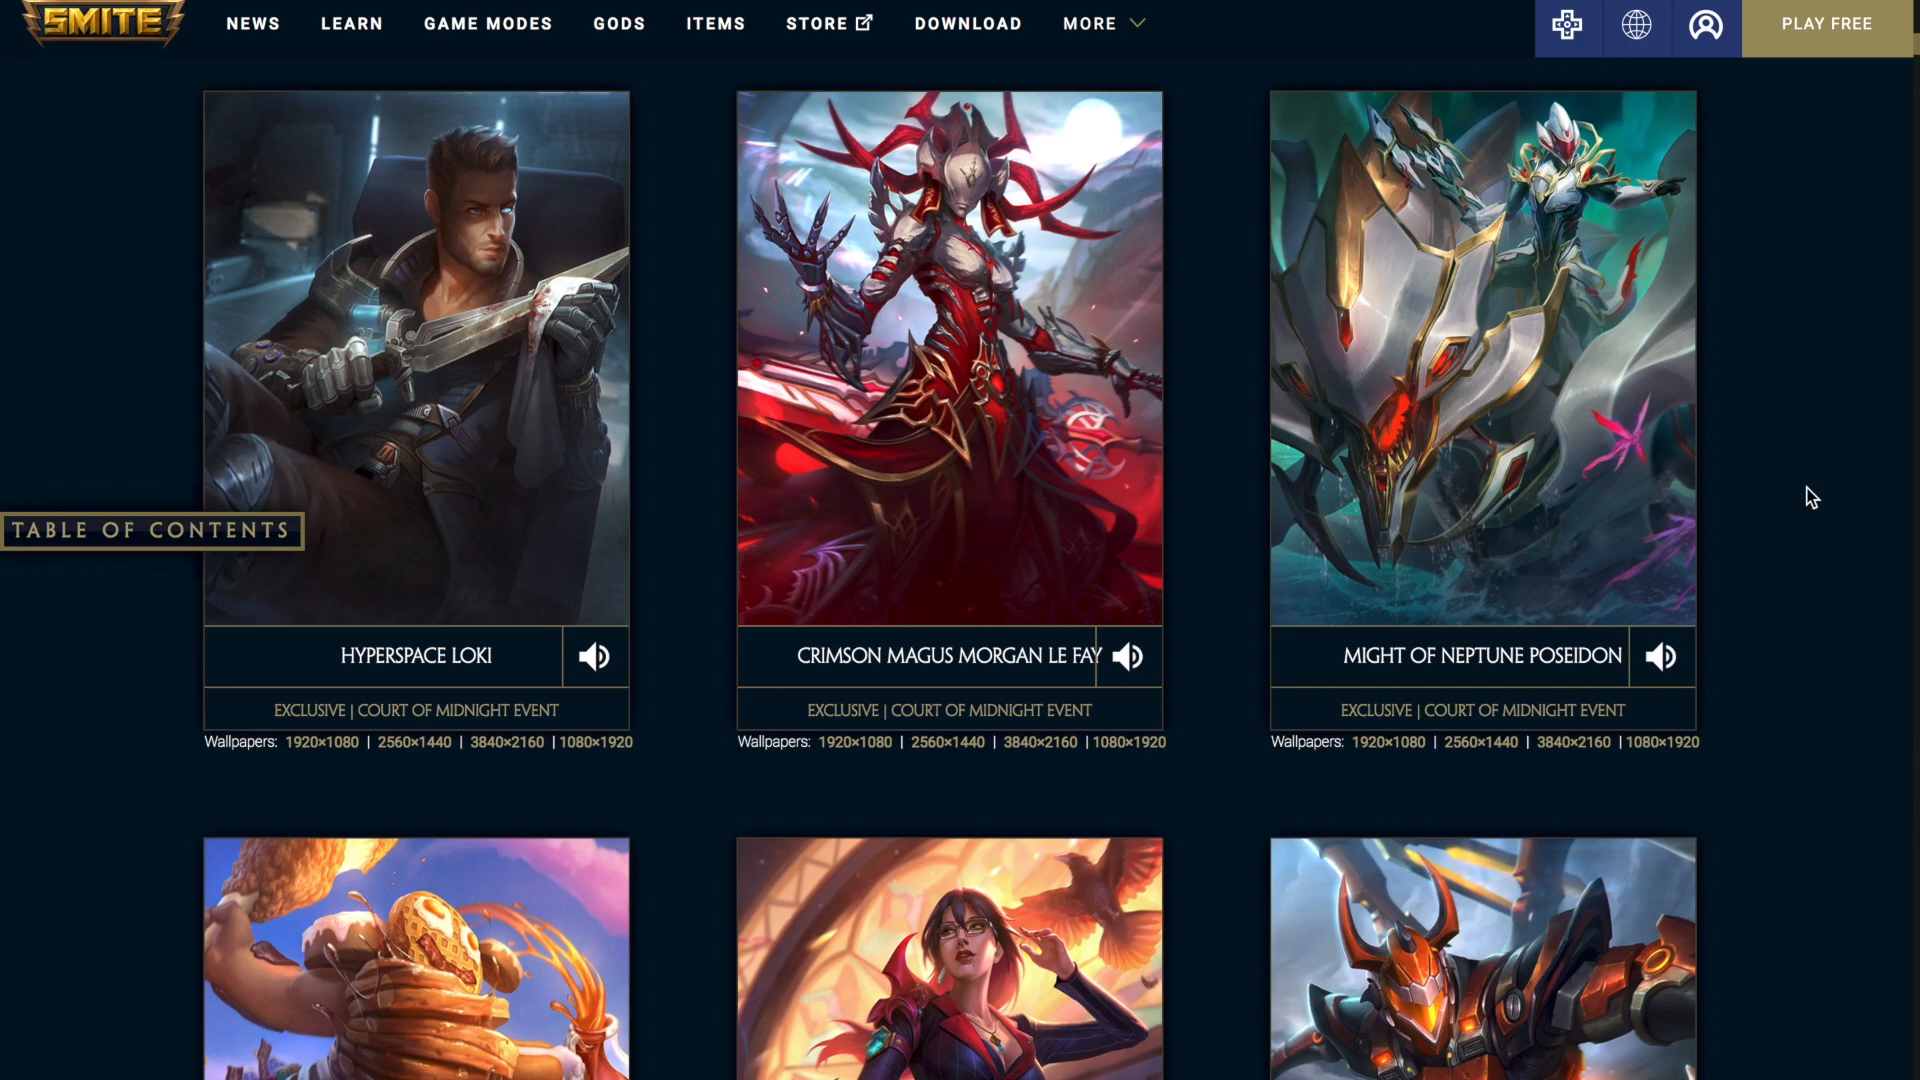 SMITE
NEWS LEARN GAME MODES GODS ITEMS STORE DOWNLOAD MORE PLAY FREE
TABLE OF CONTENTS
HYPERSPACE LOKI
EXCLUSIVE | COURT OF MIDNIGHT EVENT
Wallpapers: 1920×1080 | 2560×1440 | 3840×2160 | 1080×1920
CRIMSON MAGUS MORGAN LE FAY
EXCLUSIVE | COURT OF MIDNIGHT EVENT
Wallpapers: 1920×1080 | 2560×1440 | 3840×2160 | 1080×1920
MIGHT OF NEPTUNE POSEIDON
EXCLUSIVE | COURT OF MIDNIGHT EVENT
Wallpapers: 1920×1080 | 2560×1440 | 3840×2160 | 1080×1920